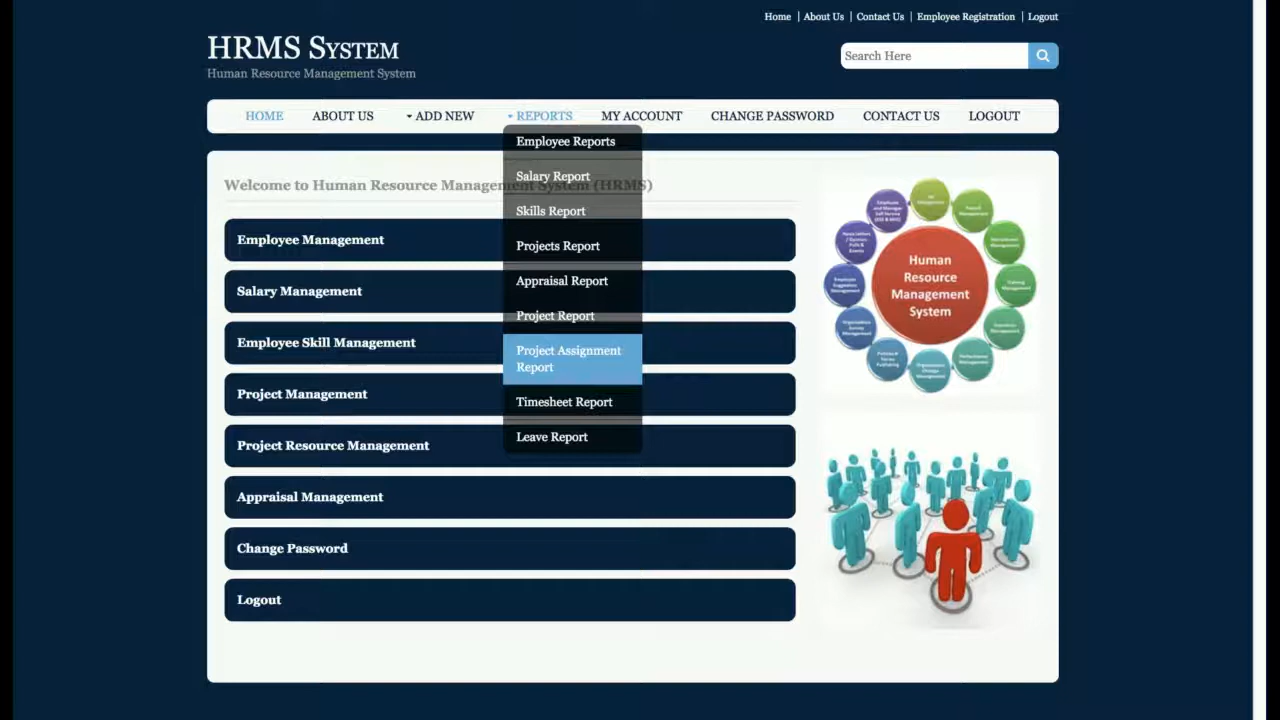 Home | About Us | Contact Us | Employee Registration | Logout
HRMS System
Human Resource Management System
Search Here
HOME
ABOUT US
ADD NEW
REPORTS
MY ACCOUNT
CHANGE PASSWORD
CONTACT US
LOGOUT
Employee Reports
Salary Report
Skills Report
Projects Report
Appraisal Report
Project Report
Project Assignment
Report
Timesheet Report
Leave Report
Welcome to Human Resource Management System (HRMS)
Employee Management
Salary Management
Employee Skill Management
Project Management
Project Resource Management
Appraisal Management
Change Password
Logout
Human
Resource
Management
System